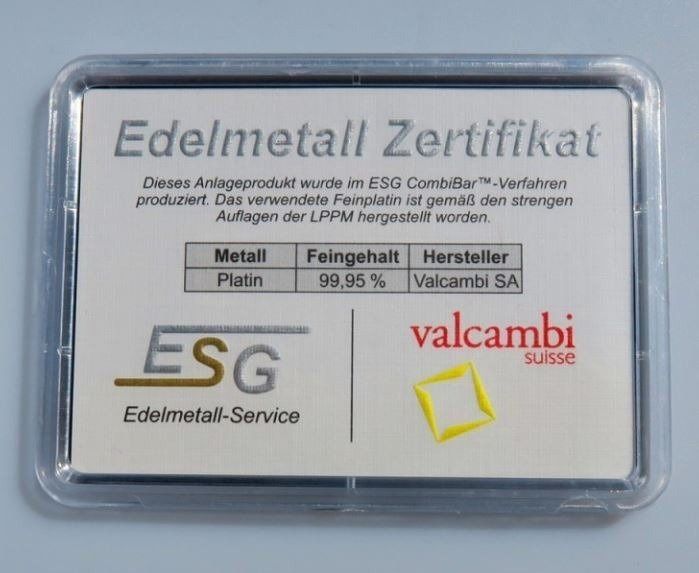 Edelmetall Zertifikat
Dieses Anlageprodukt wurde im ESG CombiBar™-Verfahren
produziert. Das verwendete Feinplatin ist gemäß den strengen
Auflagen der LPPM hergestellt worden.
Metall Feingehalt Hersteller
Platin 99,95 % Valcambi SA
ESG
Edelmetall-Service
valcambi
suisse